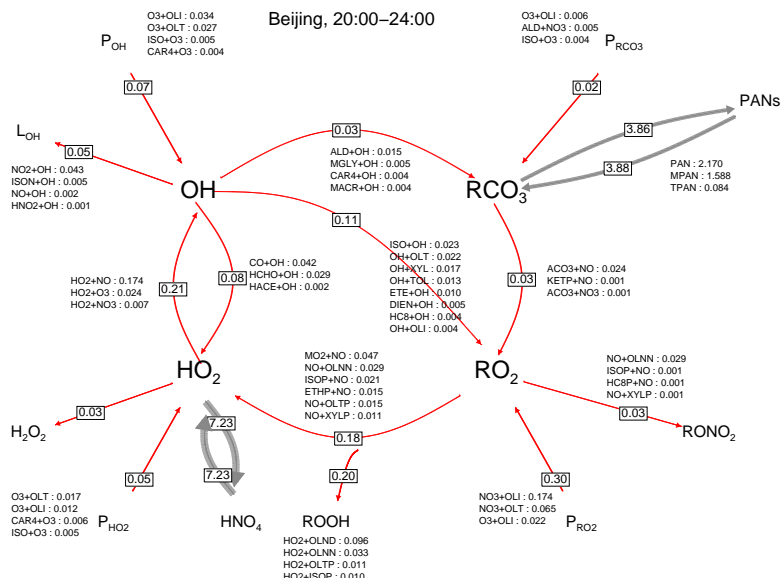 Beijing, 20:00−24:00
O3+OLI : 0.034
O3+OLT : 0.027
ISO+O3 : 0.005
CAR4+O3 : 0.004
P_OH
0.07
O3+OLI : 0.006
ALD+NO3 : 0.005
ISO+O3 : 0.004
P_RCO3
0.02
PANs
3.86
3.88
PAN : 2.170
MPAN : 1.588
TPAN : 0.084
L_OH
0.05
NO2+OH : 0.043
ISON+OH : 0.005
NO+OH : 0.002
HNO2+OH : 0.001
OH
0.03
ALD+OH : 0.015
MGLY+OH : 0.005
CAR4+OH : 0.004
MACR+OH : 0.004
RCO₃
0.11
ISO+OH : 0.023
OH+OLT : 0.022
OH+XYL : 0.017
OH+TOL : 0.013
ETE+OH : 0.010
DIEN+OH : 0.005
HC8+OH : 0.004
OH+OLI : 0.004
HO2+NO : 0.174
HO2+O3 : 0.024
HO2+NO3 : 0.007
0.21
0.08
CO+OH : 0.042
HCHO+OH : 0.029
HACE+OH : 0.002
0.03
ACO3+NO : 0.024
KETP+NO : 0.001
ACO3+NO3 : 0.001
HO₂
MO2+NO : 0.047
NO+OLNN : 0.029
ISOP+NO : 0.021
ETHP+NO : 0.015
NO+OLTP : 0.015
NO+XYLP : 0.011
0.18
RO₂
NO+OLNN : 0.029
ISOP+NO : 0.001
HC8P+NO : 0.001
NO+XYLP : 0.001
0.03
RONO₂
0.03
H₂O₂
7.23
7.23
HNO₄
0.05
O3+OLT : 0.017
O3+OLI : 0.012
CAR4+O3 : 0.006
ISO+O3 : 0.005
P_HO2
0.20
ROOH
HO2+OLND : 0.096
HO2+OLNN : 0.033
HO2+OLTP : 0.011
HO2+ISOP : 0.010
0.30
NO3+OLI : 0.174
NO3+OLT : 0.065
O3+OLI : 0.022
P_RO2